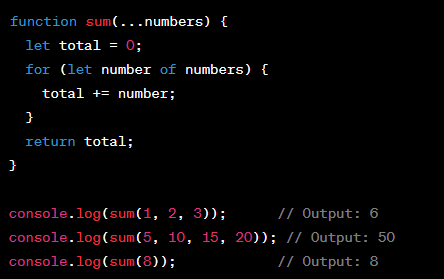 function sum(...numbers) {
  let total = 0;
  for (let number of numbers) {
    total += number;
  }
  return total;
}

console.log(sum(1, 2, 3));      // Output: 6
console.log(sum(5, 10, 15, 20)); // Output: 50
console.log(sum(8));            // Output: 8